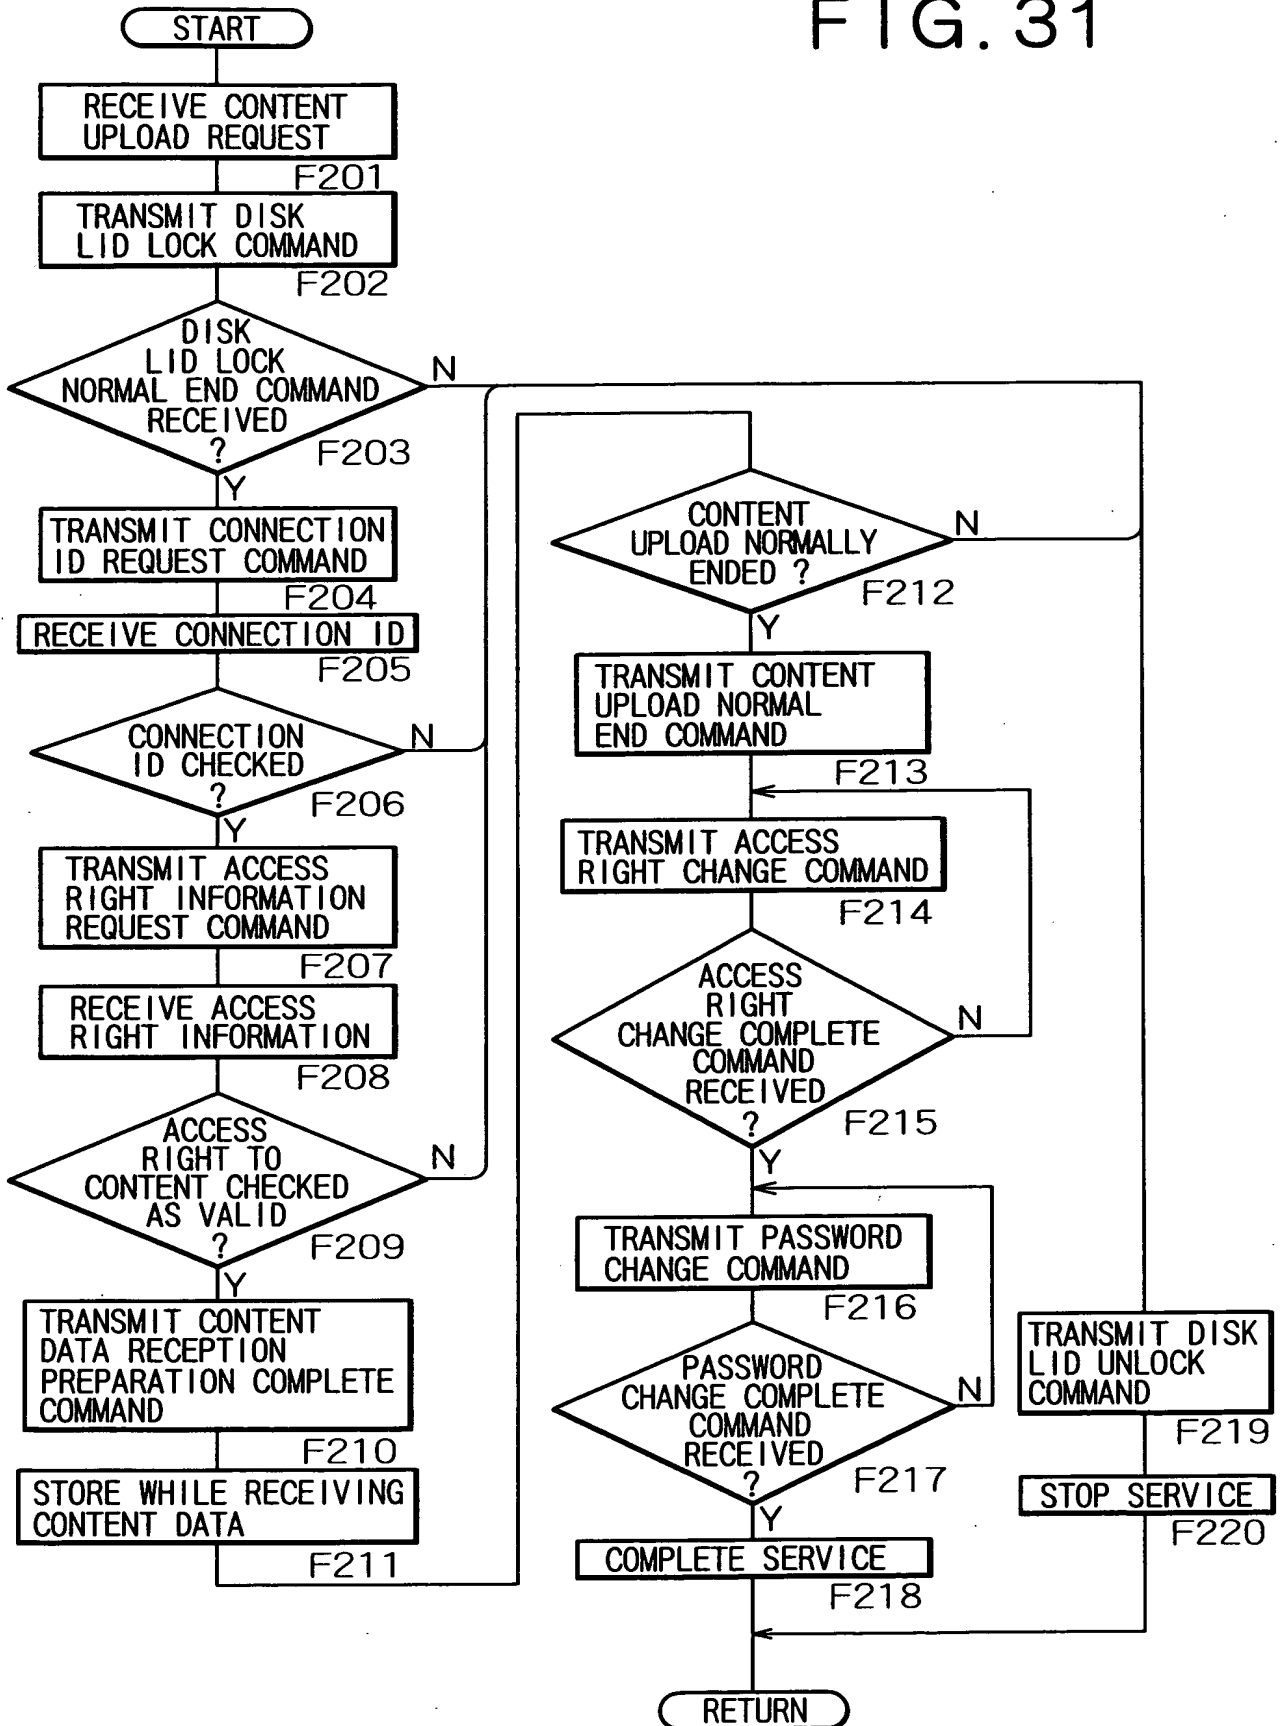 FIG. 31
START
RECEIVE CONTENT
UPLOAD REQUEST
F201
TRANSMIT DISK
LID LOCK COMMAND
F202
DISK
LID LOCK
NORMAL END COMMAND
RECEIVED
?
F203
N
Y
TRANSMIT CONNECTION
ID REQUEST COMMAND
F204
RECEIVE CONNECTION ID
F205
CONNECTION
ID CHECKED
?
F206
N
Y
TRANSMIT ACCESS
RIGHT INFORMATION
REQUEST COMMAND
F207
RECEIVE ACCESS
RIGHT INFORMATION
F208
ACCESS
RIGHT TO
CONTENT CHECKED
AS VALID
?
F209
N
Y
TRANSMIT CONTENT
DATA RECEPTION
PREPARATION COMPLETE
COMMAND
F210
STORE WHILE RECEIVING
CONTENT DATA
F211
CONTENT
UPLOAD NORMALLY
ENDED ?
F212
N
Y
TRANSMIT CONTENT
UPLOAD NORMAL
END COMMAND
F213
TRANSMIT ACCESS
RIGHT CHANGE COMMAND
F214
ACCESS
RIGHT
CHANGE COMPLETE
COMMAND
RECEIVED
?
F215
N
Y
TRANSMIT PASSWORD
CHANGE COMMAND
F216
PASSWORD
CHANGE COMPLETE
COMMAND
RECEIVED
?
F217
N
Y
COMPLETE SERVICE
F218
TRANSMIT DISK
LID UNLOCK
COMMAND
F219
STOP SERVICE
F220
RETURN